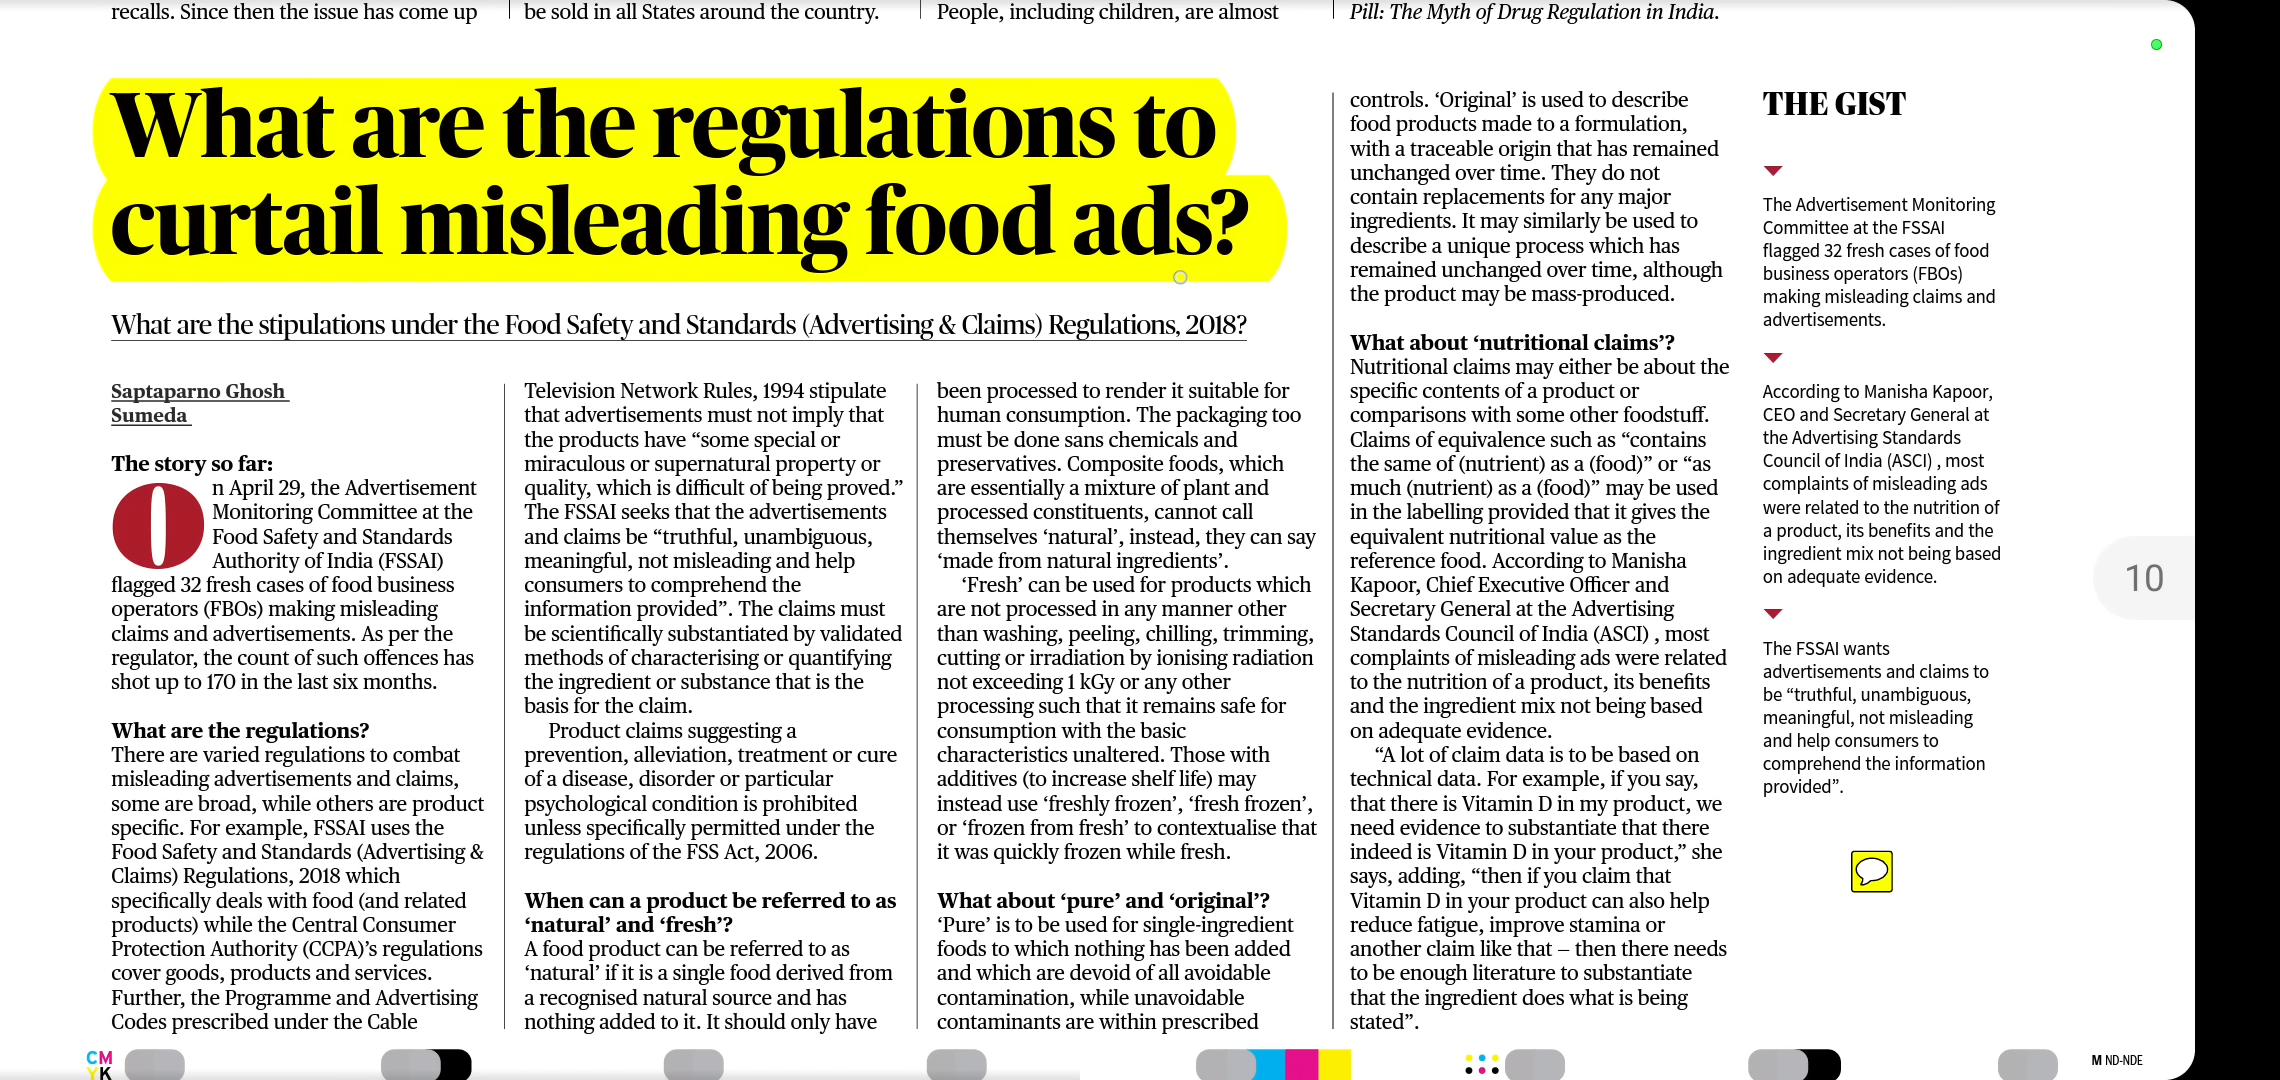 recalls. Since then the issue has come up
be sold in all States around the country.
People, including children, are almost
Pill: The Myth of Drug Regulation in India.
What are the regulations to
curtail misleading food ads?
What are the stipulations under the Food Safety and Standards (Advertising & Claims) Regulations, 2018?
Saptaparno Ghosh
Sumeda
The story so far:
On April 29, the Advertisement
Monitoring Committee at the
Food Safety and Standards
Authority of India (FSSAI)
flagged 32 fresh cases of food business
operators (FBOs) making misleading
claims and advertisements. As per the
regulator, the count of such offences has
shot up to 170 in the last six months.
What are the regulations?
There are varied regulations to combat
misleading advertisements and claims,
some are broad, while others are product
specific. For example, FSSAI uses the
Food Safety and Standards (Advertising &
Claims) Regulations, 2018 which
specifically deals with food (and related
products) while the Central Consumer
Protection Authority (CCPA)’s regulations
cover goods, products and services.
Further, the Programme and Advertising
Codes prescribed under the Cable
Television Network Rules, 1994 stipulate
that advertisements must not imply that
the products have “some special or
miraculous or supernatural property or
quality, which is difficult of being proved.”
The FSSAI seeks that the advertisements
and claims be “truthful, unambiguous,
meaningful, not misleading and help
consumers to comprehend the
information provided”. The claims must
be scientifically substantiated by validated
methods of characterising or quantifying
the ingredient or substance that is the
basis for the claim.
Product claims suggesting a
prevention, alleviation, treatment or cure
of a disease, disorder or particular
psychological condition is prohibited
unless specifically permitted under the
regulations of the FSS Act, 2006.
When can a product be referred to as
‘natural’ and ‘fresh’?
A food product can be referred to as
‘natural’ if it is a single food derived from
a recognised natural source and has
nothing added to it. It should only have
been processed to render it suitable for
human consumption. The packaging too
must be done sans chemicals and
preservatives. Composite foods, which
are essentially a mixture of plant and
processed constituents, cannot call
themselves ‘natural’, instead, they can say
‘made from natural ingredients’.
‘Fresh’ can be used for products which
are not processed in any manner other
than washing, peeling, chilling, trimming,
cutting or irradiation by ionising radiation
not exceeding 1 kGy or any other
processing such that it remains safe for
consumption with the basic
characteristics unaltered. Those with
additives (to increase shelf life) may
instead use ‘freshly frozen’, ‘fresh frozen’,
or ‘frozen from fresh’ to contextualise that
it was quickly frozen while fresh.
What about ‘pure’ and ‘original’?
‘Pure’ is to be used for single-ingredient
foods to which nothing has been added
and which are devoid of all avoidable
contamination, while unavoidable
contaminants are within prescribed
controls. ‘Original’ is used to describe
food products made to a formulation,
with a traceable origin that has remained
unchanged over time. They do not
contain replacements for any major
ingredients. It may similarly be used to
describe a unique process which has
remained unchanged over time, although
the product may be mass-produced.
What about ‘nutritional claims’?
Nutritional claims may either be about the
specific contents of a product or
comparisons with some other foodstuff.
Claims of equivalence such as “contains
the same of (nutrient) as a (food)” or “as
much (nutrient) as a (food)” may be used
in the labelling provided that it gives the
equivalent nutritional value as the
reference food. According to Manisha
Kapoor, Chief Executive Officer and
Secretary General at the Advertising
Standards Council of India (ASCI) , most
complaints of misleading ads were related
to the nutrition of a product, its benefits
and the ingredient mix not being based
on adequate evidence.
“A lot of claim data is to be based on
technical data. For example, if you say,
that there is Vitamin D in my product, we
need evidence to substantiate that there
indeed is Vitamin D in your product,” she
says, adding, “then if you claim that
Vitamin D in your product can also help
reduce fatigue, improve stamina or
another claim like that – then there needs
to be enough literature to substantiate
that the ingredient does what is being
stated”.
THE GIST
The Advertisement Monitoring
Committee at the FSSAI
flagged 32 fresh cases of food
business operators (FBOs)
making misleading claims and
advertisements.
According to Manisha Kapoor,
CEO and Secretary General at
the Advertising Standards
Council of India (ASCI) , most
complaints of misleading ads
were related to the nutrition of
a product, its benefits and the
ingredient mix not being based
on adequate evidence.
The FSSAI wants
advertisements and claims to
be “truthful, unambiguous,
meaningful, not misleading
and help consumers to
comprehend the information
provided”.
10
CM
YK
M ND-NDE